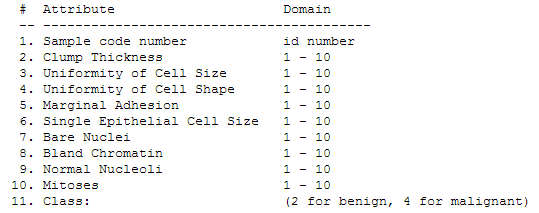 #  Attribute                     Domain
-- -----------------------------------------
1. Sample code number            id number
2. Clump Thickness               1 - 10
3. Uniformity of Cell Size       1 - 10
4. Uniformity of Cell Shape      1 - 10
5. Marginal Adhesion             1 - 10
6. Single Epithelial Cell Size   1 - 10
7. Bare Nuclei                   1 - 10
8. Bland Chromatin               1 - 10
9. Normal Nucleoli               1 - 10
10. Mitoses                       1 - 10
11. Class:                        (2 for benign, 4 for malignant)